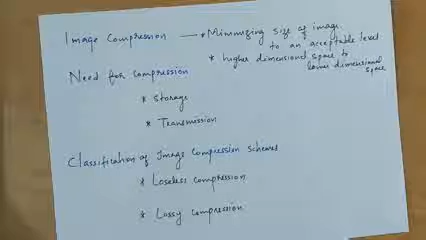 Image Compression — * Minimizing size of image
to an acceptable level
* higher dimensional space to
lower dimensional
space
Need for compression
* Storage
* Transmission
Classification of Image Compression Schemes
* Loseless compression
* Lossy compression